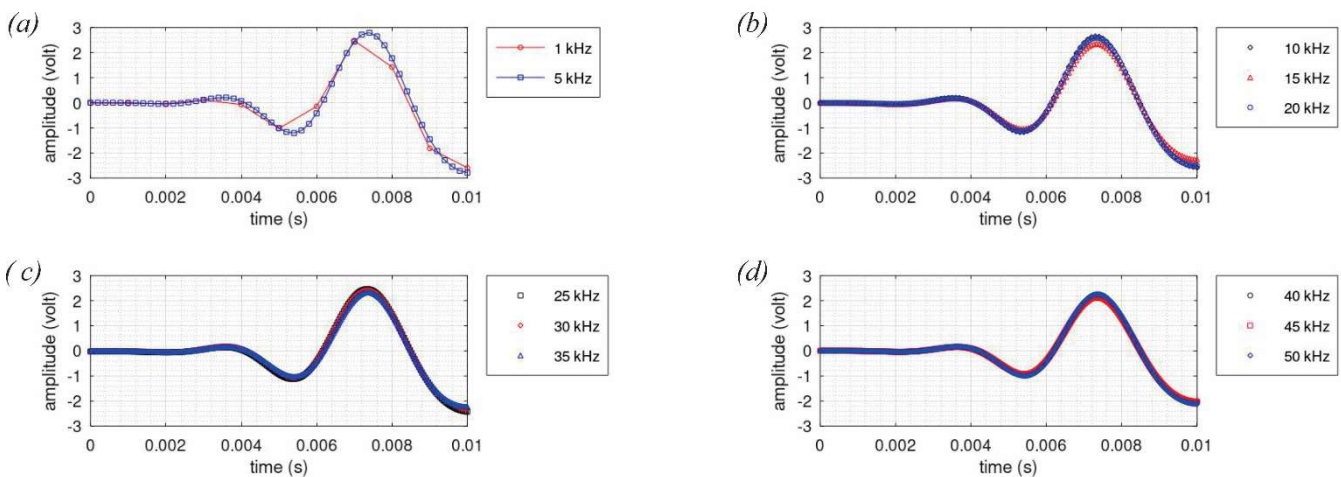 (a)
amplitude (volt)
3
2
1
0
-1
-2
-3
0 0.002 0.004 0.006 0.008 0.01
time (s)
1 kHz
5 kHz
(b)
amplitude (volt)
3
2
1
0
-1
-2
-3
0 0.002 0.004 0.006 0.008 0.01
time (s)
10 kHz
15 kHz
20 kHz
( c)
amplitude (volt)
3
2
1
0
-1
-2
-3
0 0.002 0.004 0.006 0.008 0.01
time (s)
25 kHz
30 kHz
35 kHz
(d)
amplitude (volt)
3
2
1
0
-1
-2
-3
0 0.002 0.004 0.006 0.008 0.01
time (s)
40 kHz
45 kHz
50 kHz